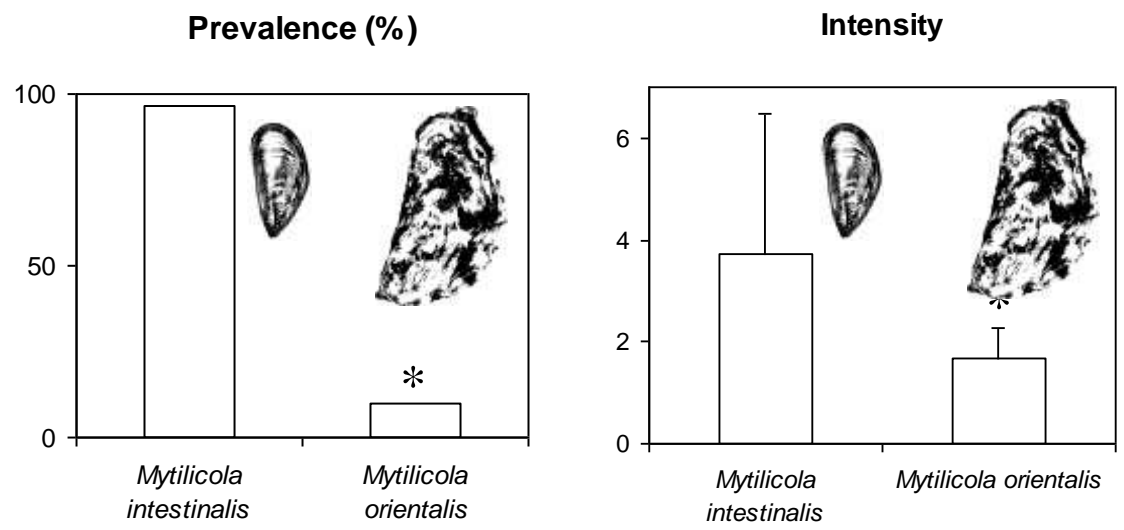 Prevalence (%)
100
50
0
*
Mytilicola
intestinalis
Mytilicola
orientalis
Intensity
6
4
2
0
*
Mytilicola
intestinalis
Mytilicola orientalis